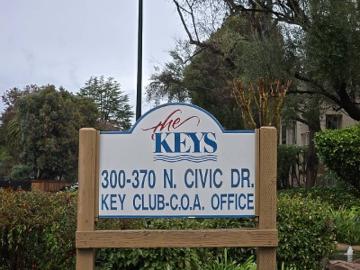 the
KEYS
300-370 N. CIVIC DR.
KEY CLUB-C.O.A. OFFICE